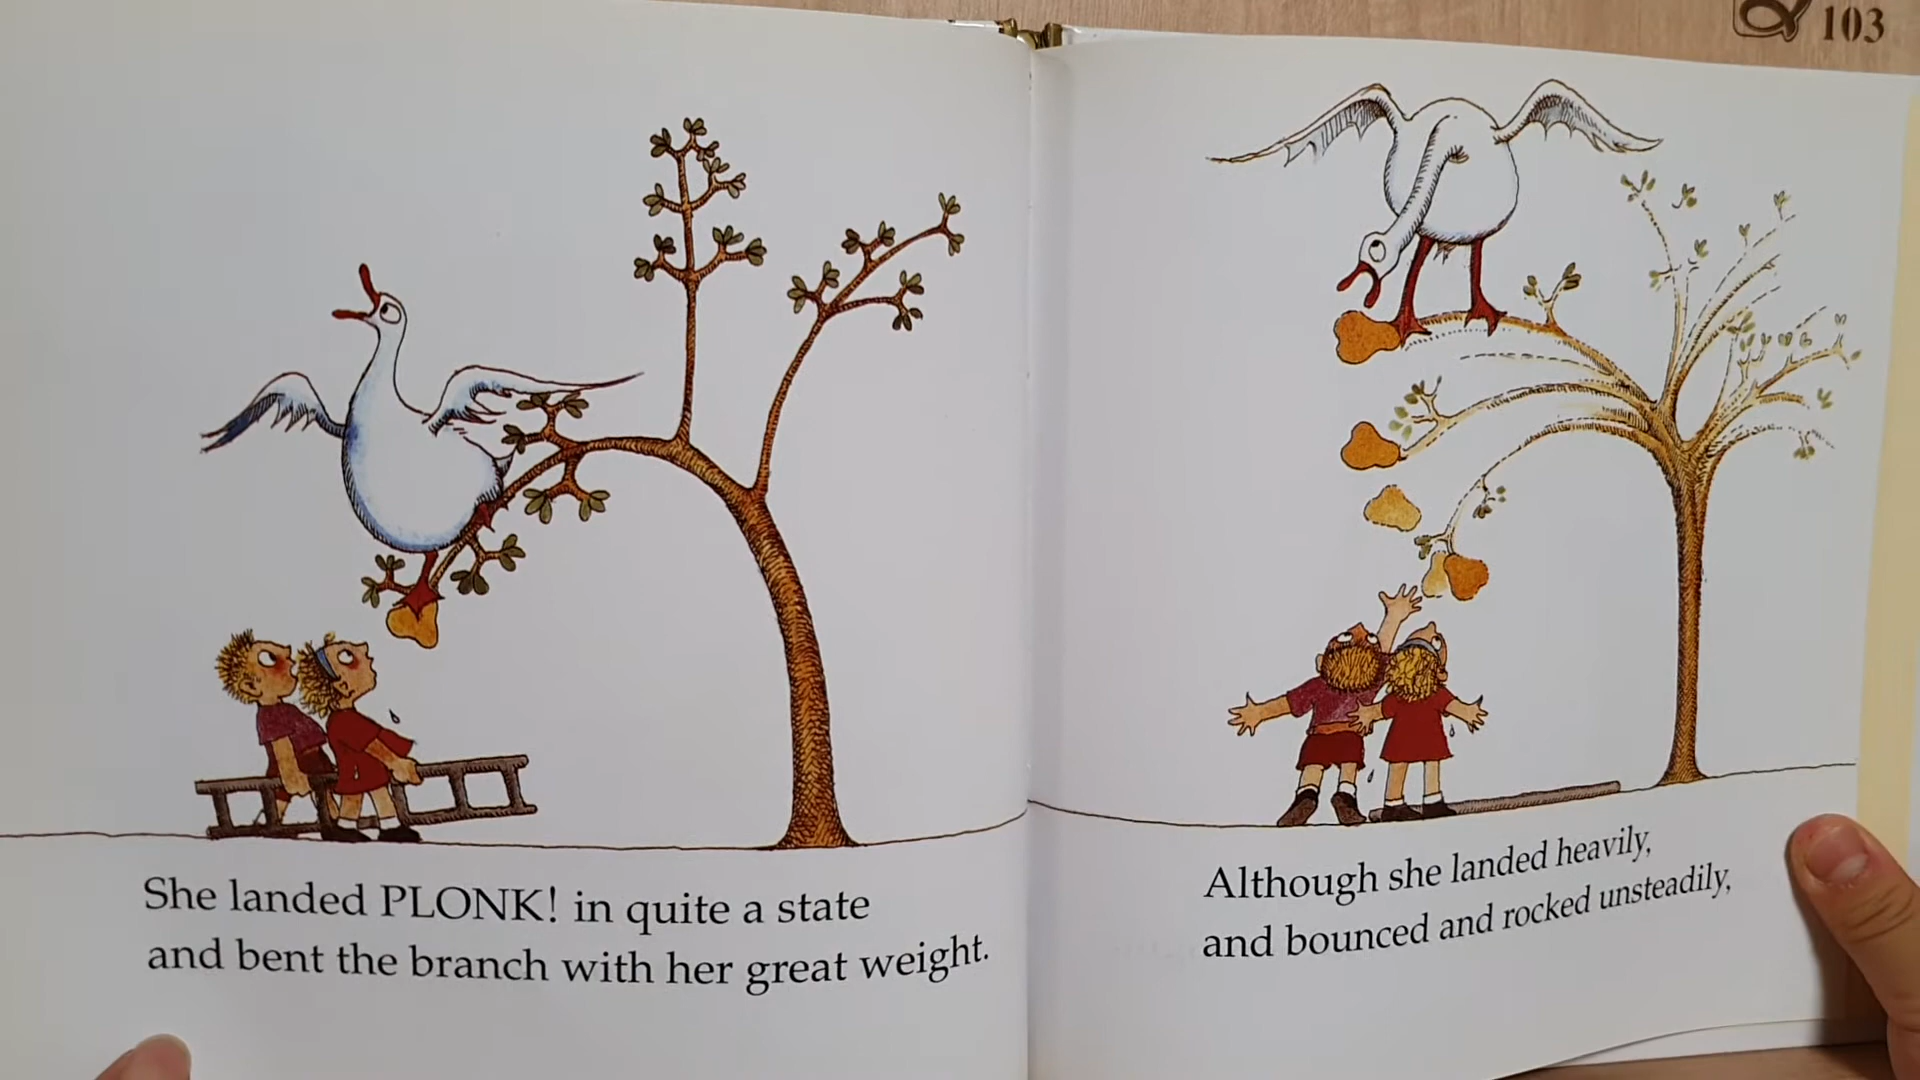 103
She landed PLONK! in quite a state
and bent the branch with her great weight.
Although she landed heavily,
and bounced and rocked unsteadily,